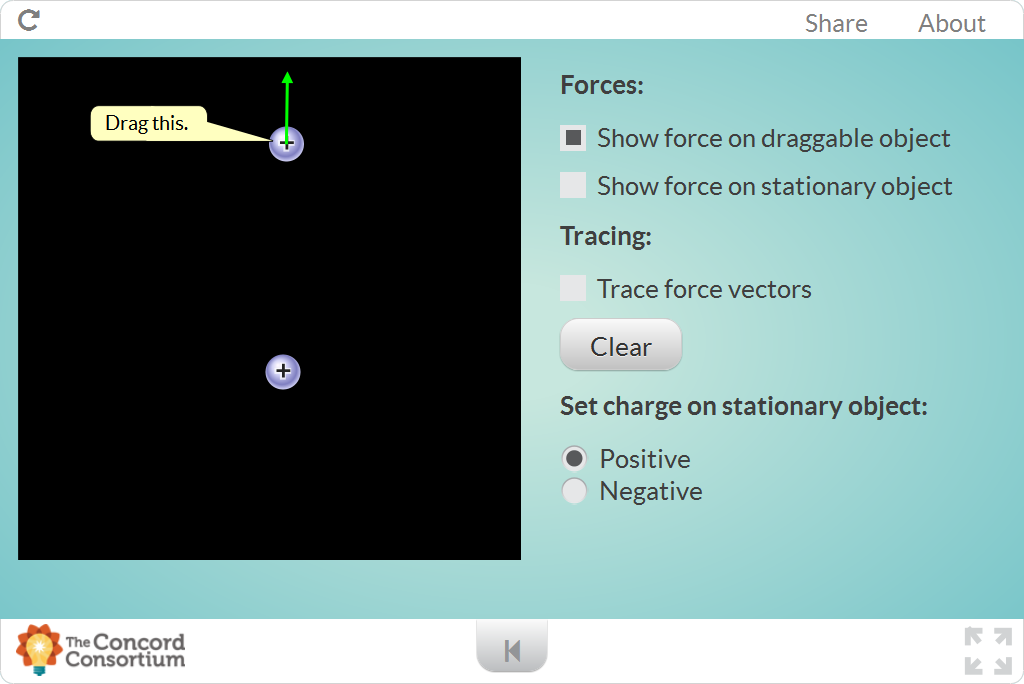 Share About
Drag this.
+
+
Forces:
Show force on draggable object
Show force on stationary object
Tracing:
Trace force vectors
Clear
Set charge on stationary object:
Positive
Negative
The Concord
Consortium